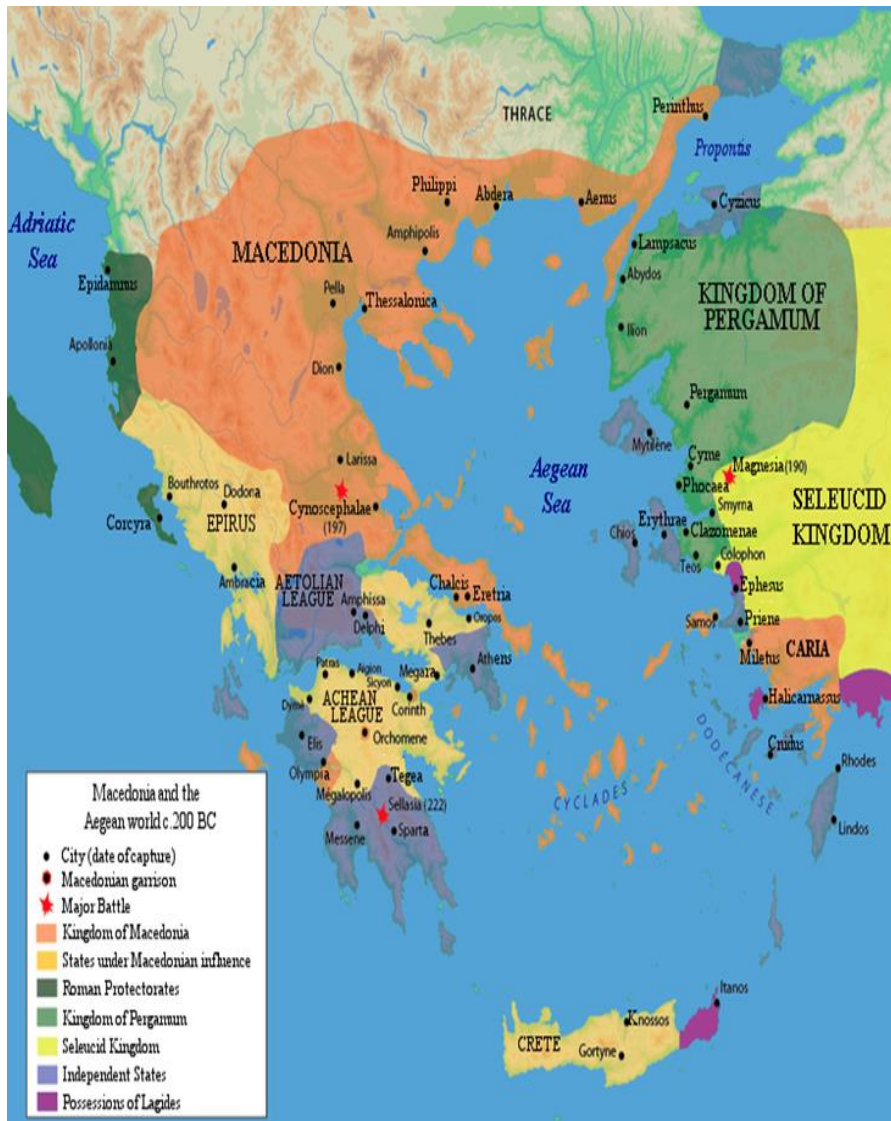 THRACE
Perinthus
Propontis
Philippi
Abdera
Aenus
Cyzicus
Adriatic
Sea
MACEDONIA
Amphipolis
Lampsacus
Epidamnus
Abydos
Pella
Thessalonica
KINGDOM OF
PERGAMUM
Apollonia
Ilion
Dion
Pergamum
Mytilène
Larissa
Aegean
Sea
Cyme
Magnesia (190)
Bouthrotos
Dodona
Cynoscephalae
(197)
Phocaea
SELEUCID
KINGDOM
Corcyra
EPIRUS
Smyrna
Erythrae
Chios
Clazomenae
Teos
Colophon
Ambracia
AETOLIAN
LEAGUE
Chalcis
Eretria
Ephesus
Amphissa
Delphi
Oropos
Thebes
Samos
Priene
Athens
Miletus
CARIA
Patras
Aigion
Megara
Sicyon
Dymé
ACHEAN
LEAGUE
Corinth
Halicarnassus
Elis
Orchomene
Cnidus
DODECANÈSE
Olympia
Tegea
Rhodes
Mégalopolis
CYCLADES
Sellasia (222)
Messene
Sparta
Lindos
Itanos
Knossos
CRETE
Gortyne
Macedonia and the
Aegean world c.200 BC
City (date of capture)
Macedonian garrison
Major Battle
Kingdom of Macedonia
States under Macedonian influence
Roman Protectorates
Kingdom of Pergamum
Seleucid Kingdom
Independent States
Possessions of Lagides